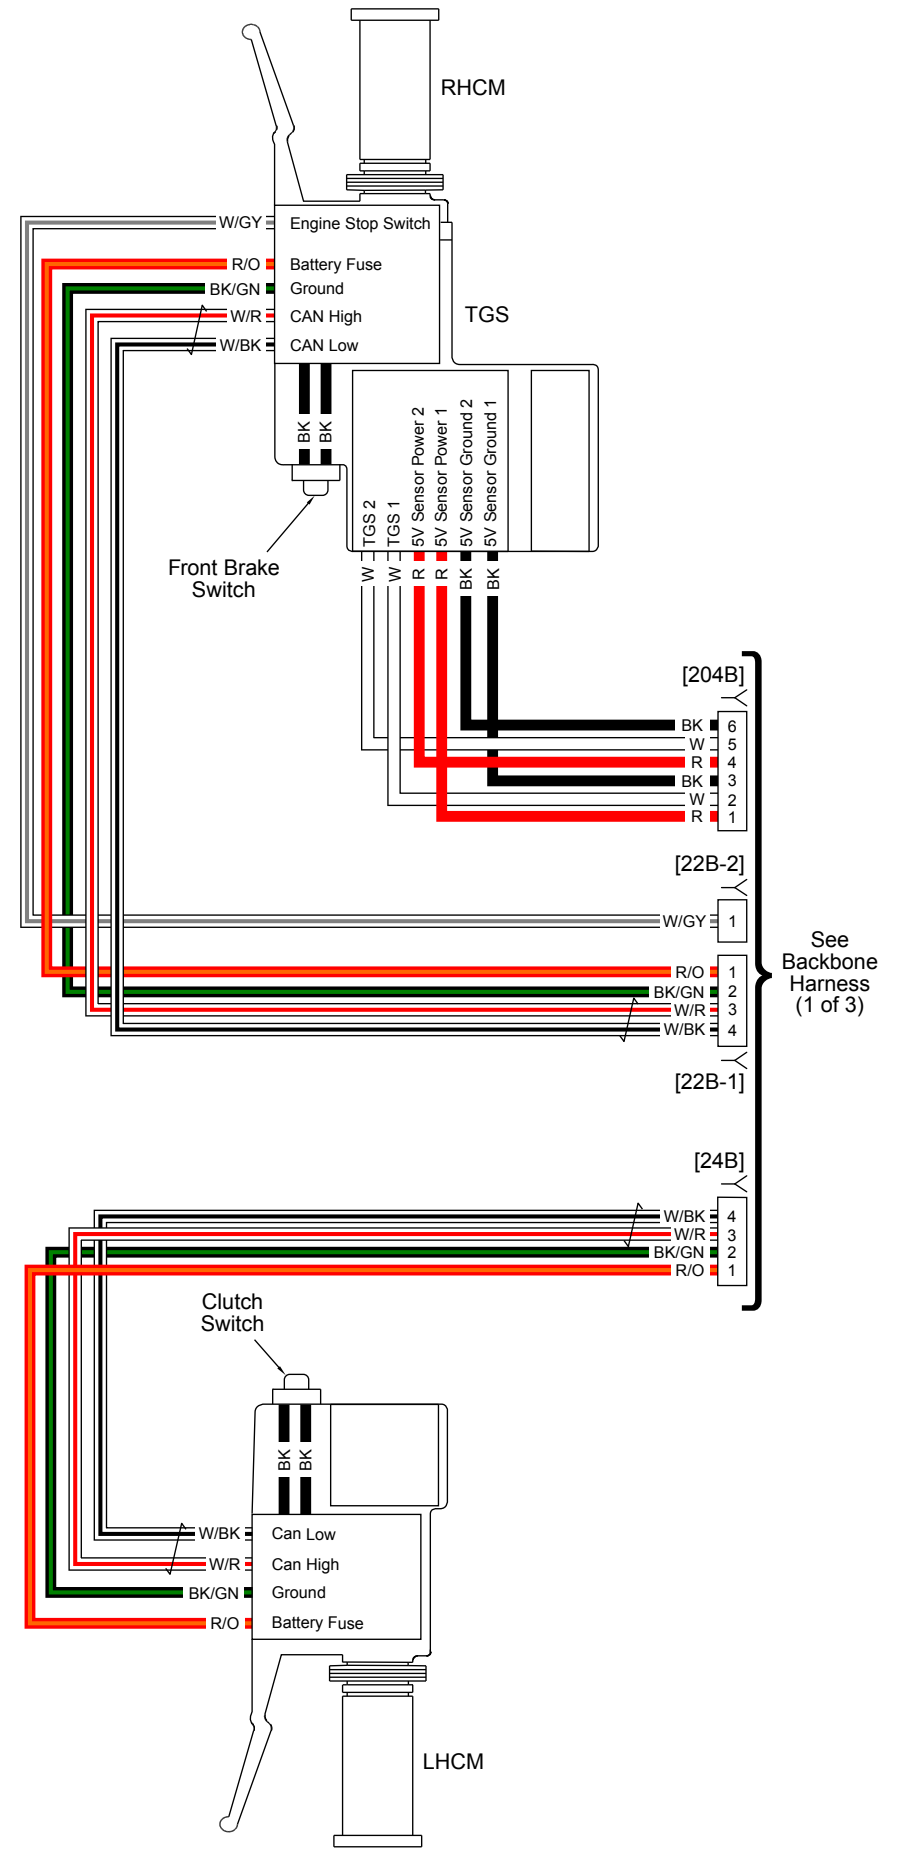 RHCM
W/GY Engine Stop Switch
R/O Battery Fuse
BK/GN Ground
W/R CAN High
W/BK CAN Low
TGS
BK
BK
TGS 2
TGS 1
5V Sensor Power 2
5V Sensor Power 1
5V Sensor Ground 2
5V Sensor Ground 1
W
W
R
R
BK
BK
Front Brake
Switch
[204B]
BK 6
W 5
R 4
BK 3
W 2
R 1
[22B-2]
W/GY 1
R/O 1
BK/GN 2
W/R 3
W/BK 4
[22B-1]
See
Backbone
Harness
(1 of 3)
[24B]
W/BK 4
W/R 3
BK/GN 2
R/O 1
Clutch
Switch
BK
BK
W/BK Can Low
W/R Can High
BK/GN Ground
R/O Battery Fuse
LHCM